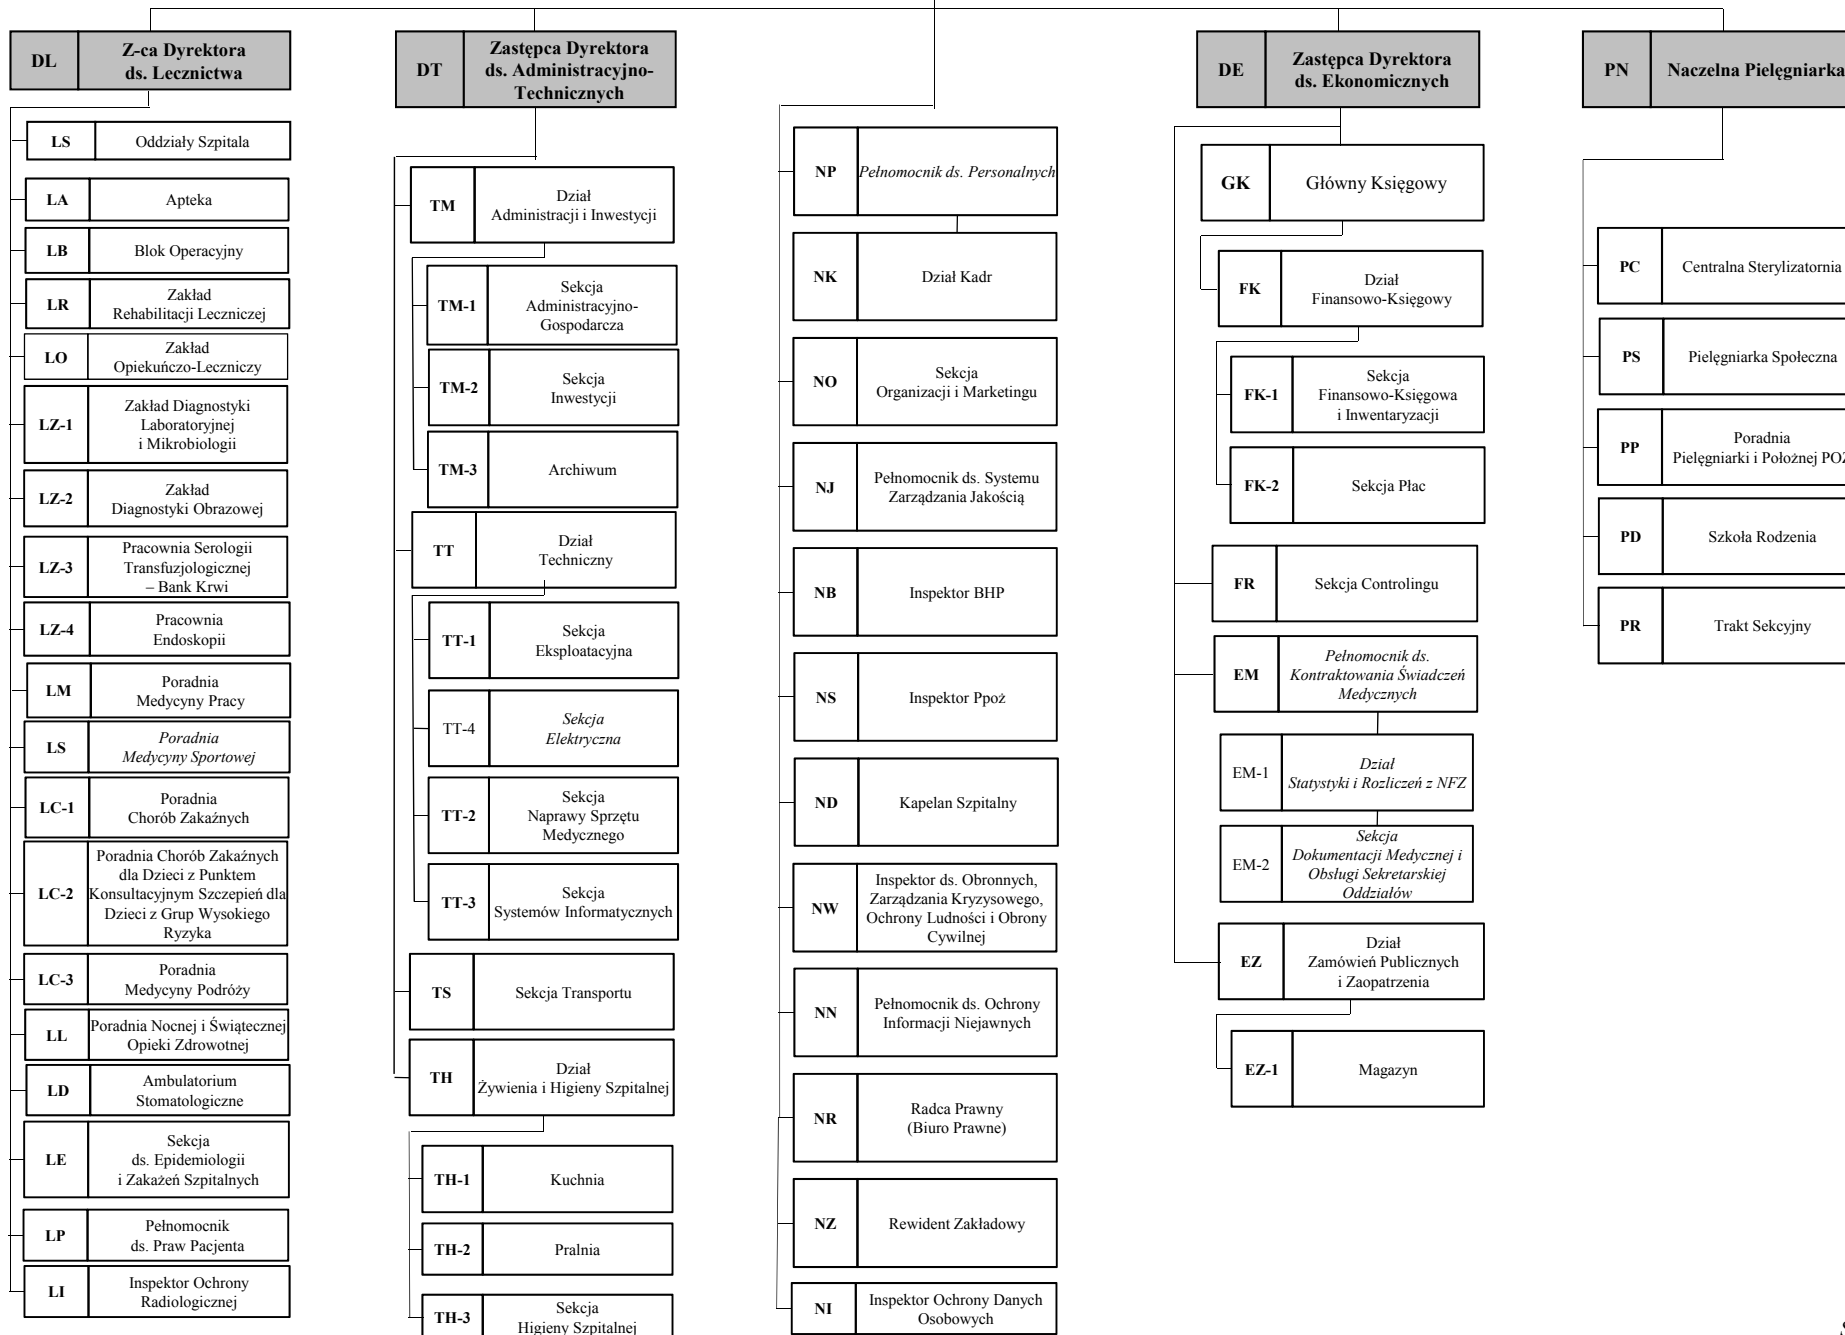 DL
Z-ca Dyrektora
ds. Lecznictwa
LS
Oddziały Szpitala
LA
Apteka
LB
Blok Operacyjny
LR
Zakład
Rehabilitacji Leczniczej
LO
Zakład
Opiekuńczo-Leczniczy
LZ-1
Zakład Diagnostyki
Laboratoryjnej
i Mikrobiologii
LZ-2
Zakład
Diagnostyki Obrazowej
LZ-3
Pracownia Serologii
Transfuzjologicznej
– Bank Krwi
LZ-4
Pracownia
Endoskopii
LM
Poradnia
Medycyny Pracy
LS
Poradnia
Medycyny Sportowej
LC-1
Poradnia
Chorób Zakaźnych
LC-2
Poradnia Chorób Zakaźnych
dla Dzieci z Punktem
Konsultacyjnym Szczepień dla
Dzieci z Grup Wysokiego
Ryzyka
LC-3
Poradnia
Medycyny Podróży
LL
Poradnia Nocnej i Świątecznej
Opieki Zdrowotnej
LD
Ambulatorium
Stomatologiczne
LE
Sekcja
ds. Epidemiologii
i Zakażeń Szpitalnych
LP
Pełnomocnik
ds. Praw Pacjenta
LI
Inspektor Ochrony
Radiologicznej
DT
Zastępca Dyrektora
ds. Administracyjno-
Technicznych
TM
Dział
Administracji i Inwestycji
TM-1
Sekcja
Administracyjno-
Gospodarcza
TM-2
Sekcja
Inwestycji
TM-3
Archiwum
TT
Dział
Techniczny
TT-1
Sekcja
Eksploatacyjna
TT-4
Sekcja
Elektryczna
TT-2
Sekcja
Naprawy Sprzętu
Medycznego
TT-3
Sekcja
Systemów Informatycznych
TS
Sekcja Transportu
TH
Dział
Żywienia i Higieny Szpitalnej
TH-1
Kuchnia
TH-2
Pralnia
TH-3
Sekcja
Higieny Szpitalnej
NP
Pełnomocnik ds. Personalnych
NK
Dział Kadr
NO
Sekcja
Organizacji i Marketingu
NJ
Pełnomocnik ds. Systemu
Zarządzania Jakością
NB
Inspektor BHP
NS
Inspektor Ppoż
ND
Kapelan Szpitalny
NW
Inspektor ds. Obronnych,
Zarządzania Kryzysowego,
Ochrony Ludności i Obrony
Cywilnej
NN
Pełnomocnik ds. Ochrony
Informacji Niejawnych
NR
Radca Prawny
(Biuro Prawne)
NZ
Rewident Zakładowy
NI
Inspektor Ochrony Danych
Osobowych
DE
Zastępca Dyrektora
ds. Ekonomicznych
GK
Główny Księgowy
FK
Dział
Finansowo-Księgowy
FK-1
Sekcja
Finansowo-Księgowa
i Inwentaryzacji
FK-2
Sekcja Płac
FR
Sekcja Controlingu
EM
Pełnomocnik ds.
Kontraktowania Świadczeń
Medycznych
EM-1
Dział
Statystyki i Rozliczeń z NFZ
EM-2
Sekcja
Dokumentacji Medycznej i
Obsługi Sekretarskiej
Oddziałów
EZ
Dział
Zamówień Publicznych
i Zaopatrzenia
EZ-1
Magazyn
PN
Naczelna Pielęgniarka
PC
Centralna Sterylizatornia
PS
Pielęgniarka Społeczna
PP
Poradnia
Pielęgniarki i Położnej POZ
PD
Szkoła Rodzenia
PR
Trakt Sekcyjny